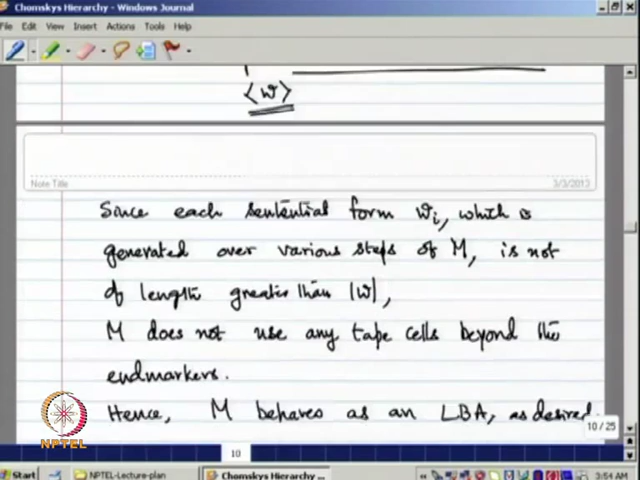 Chomskys Hierarchy - Windows Journal
File Edit View Insert Actions Tools Help
⟨w⟩
Note Title
3/3/2013
Since each sentential form wᵢ, which is
generated over various steps of M, is not
of length greater than |w|,
M does not use any tape cells beyond the
endmarkers.
Hence, M behaves as an LBA, as desired.
NPTEL
10 / 25
10
Start NPTEL-Lecture-plan Chomskys Hierarchy - Windows Journal... 3:54 AM